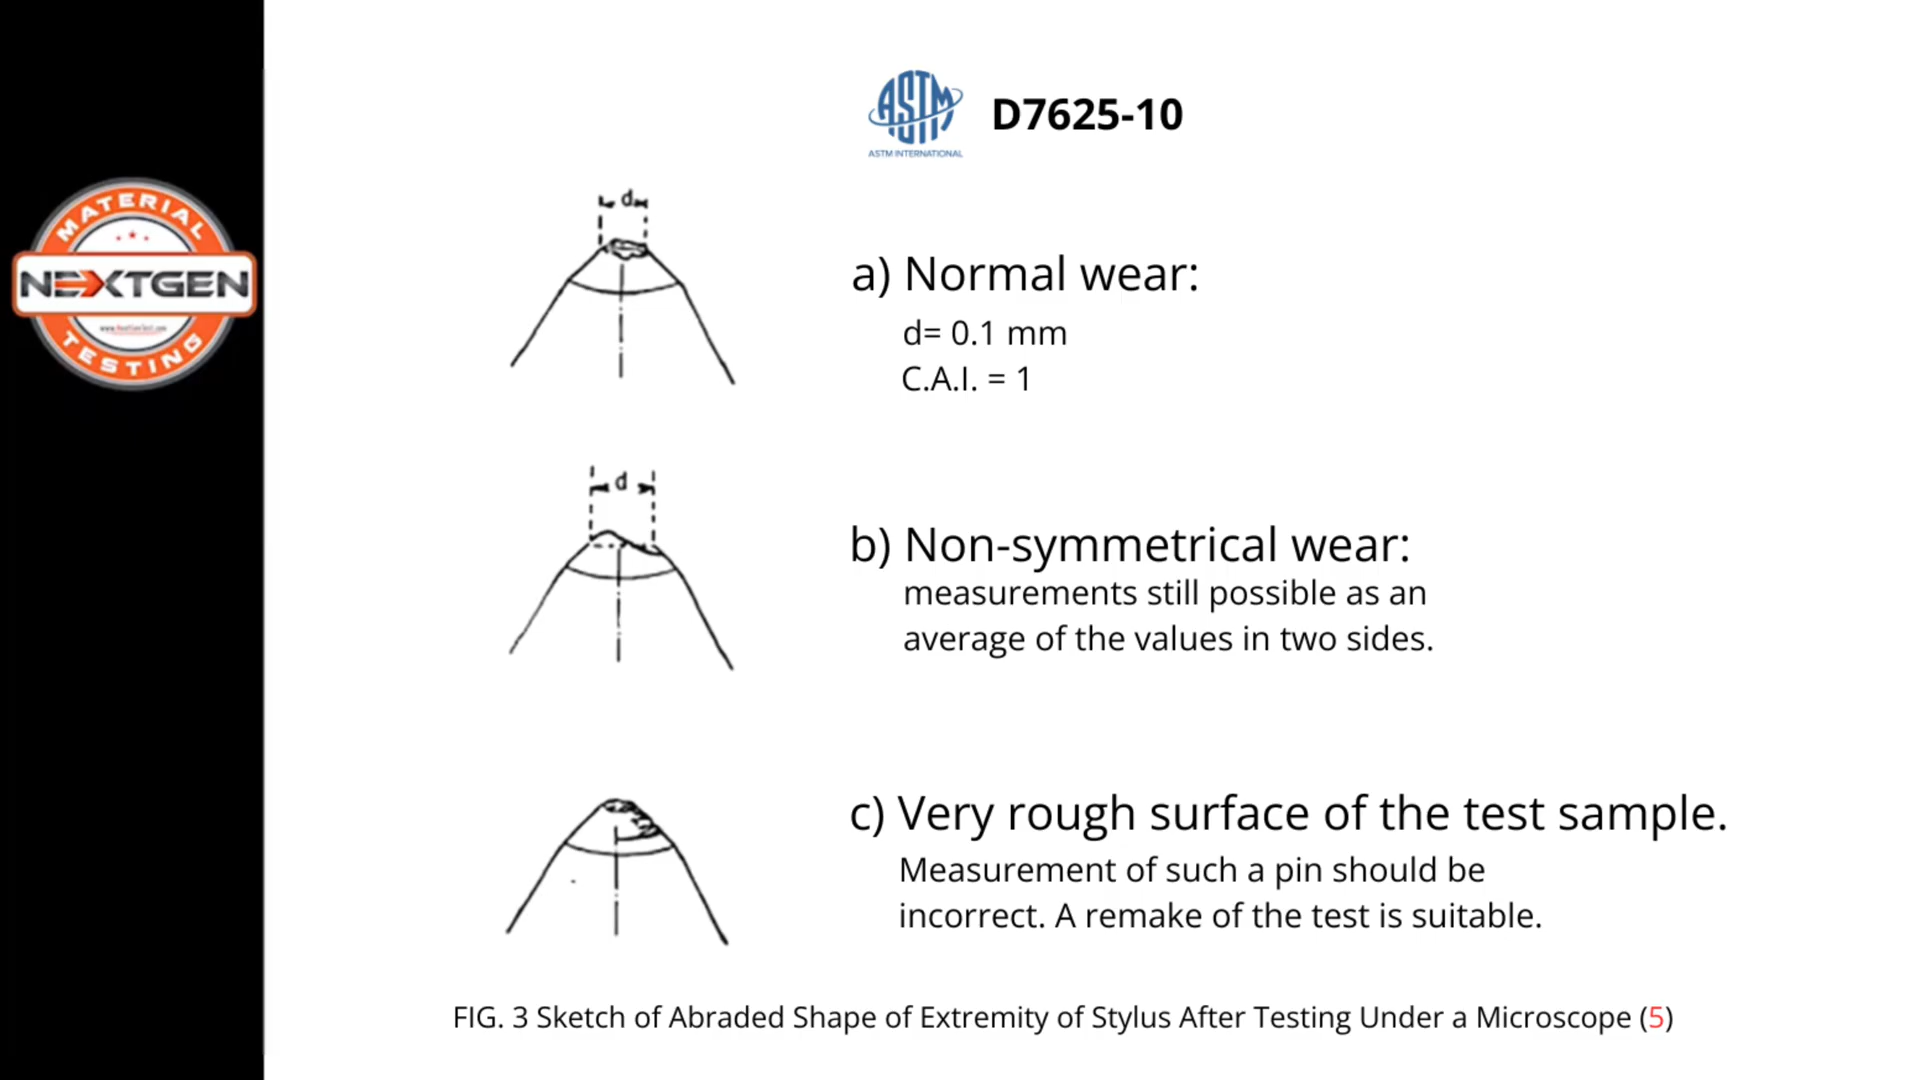 MATERIAL
NEXTGEN
www.NextGenTest.com
TESTING
ASTM
ASTM INTERNATIONAL
D7625-10
d
a) Normal wear:
d= 0.1 mm
C.A.I. = 1
d
b) Non-symmetrical wear:
measurements still possible as an
average of the values in two sides.
c) Very rough surface of the test sample.
Measurement of such a pin should be
incorrect. A remake of the test is suitable.
FIG. 3 Sketch of Abraded Shape of Extremity of Stylus After Testing Under a Microscope (5)